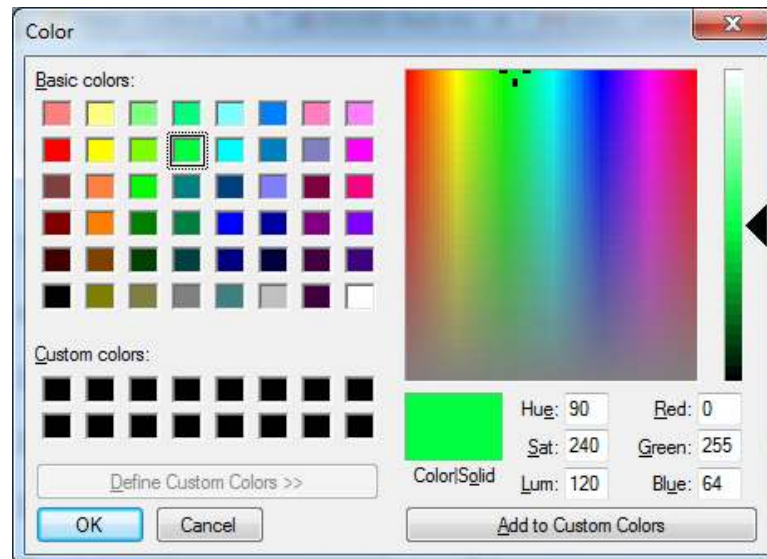 Color
Basic colors:
Custom colors:
Define Custom Colors >>
OK Cancel
Hue: 90 Red: 0
Sat: 240 Green: 255
Color|Solid Lum: 120 Blue: 64
Add to Custom Colors